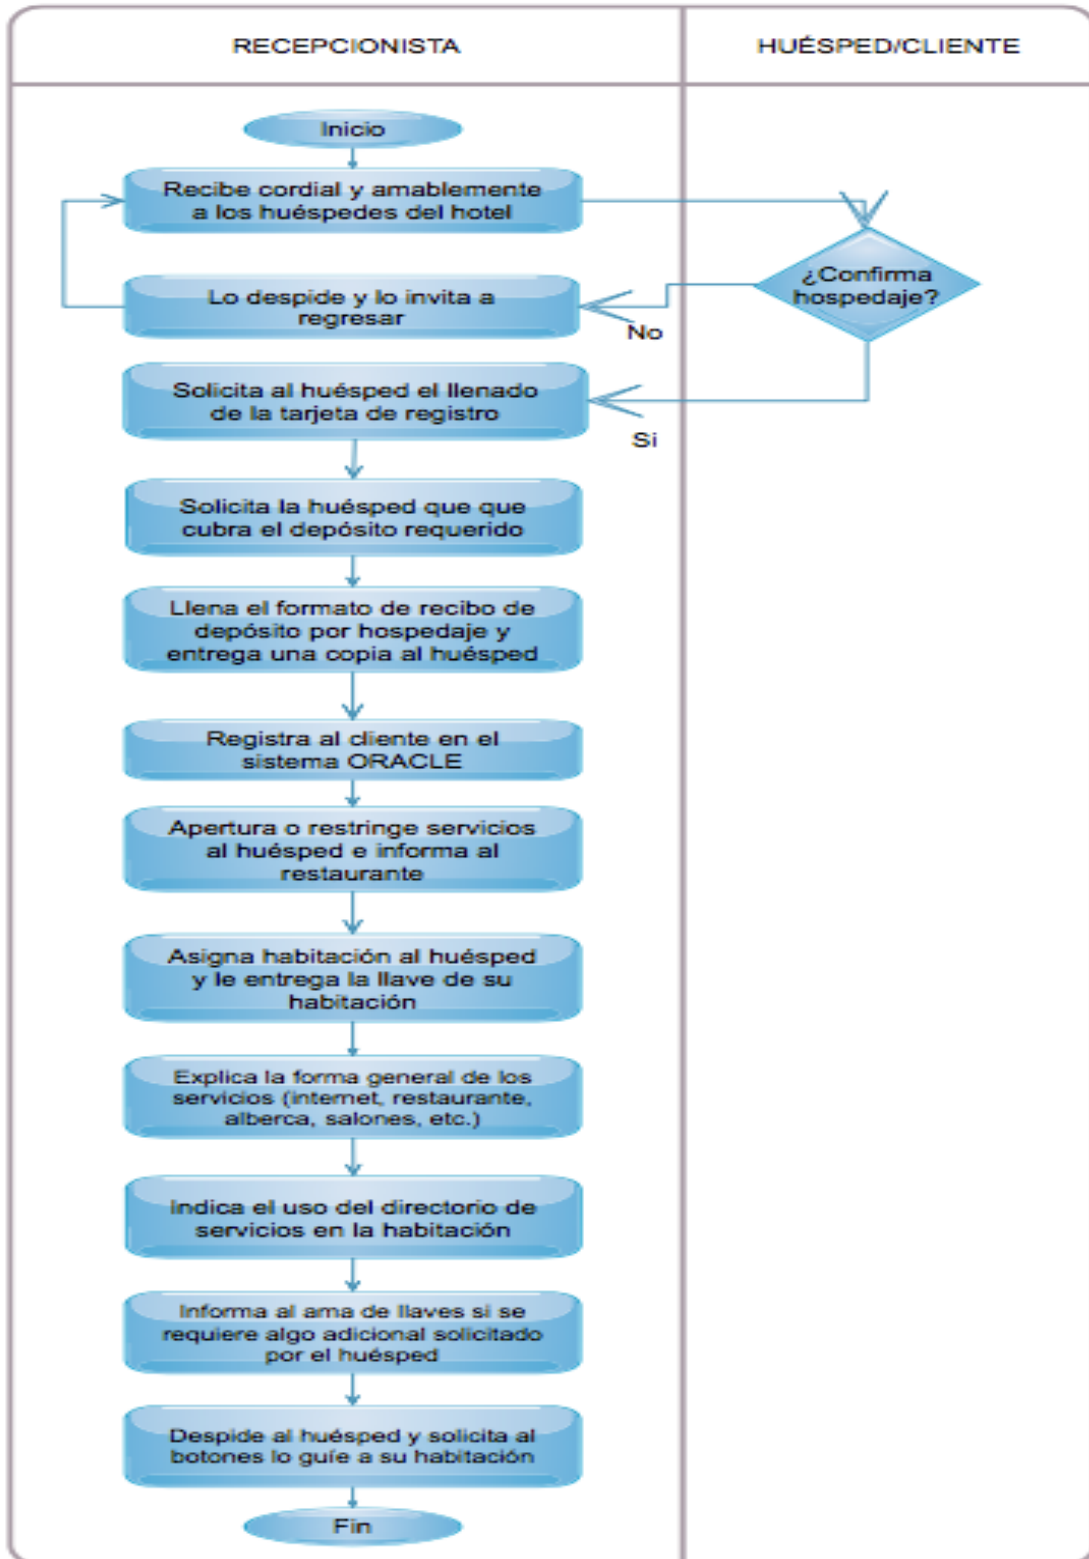 RECEPCIONISTA
HUÉSPED/CLIENTE
Inicio
Recibe cordial y amablemente
a los huéspedes del hotel
¿Confirma
hospedaje?
Lo despide y lo invita a
regresar
No
Solicita al huésped el llenado
de la tarjeta de registro
Si
Solicita la huésped que que
cubra el depósito requerido
Llena el formato de recibo de
depósito por hospedaje y
entrega una copia al huésped
Registra al cliente en el
sistema ORACLE
Apertura o restringe servicios
al huésped e informa al
restaurante
Asigna habitación al huésped
y le entrega la llave de su
habitación
Explica la forma general de los
servicios (internet, restaurante,
alberca, salones, etc.)
Indica el uso del directorio de
servicios en la habitación
Informa al ama de llaves si se
requiere algo adicional solicitado
por el huésped
Despide al huésped y solicita al
botones lo guíe a su habitación
Fin